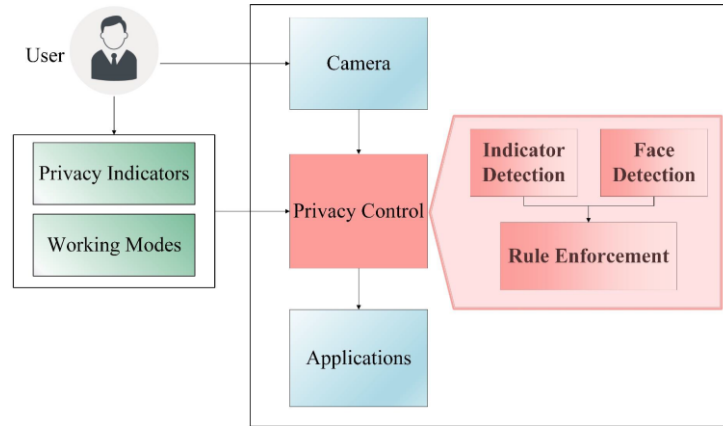 User
Camera
Privacy Indicators
Working Modes
Privacy Control
Indicator
Detection
Face
Detection
Rule Enforcement
Applications